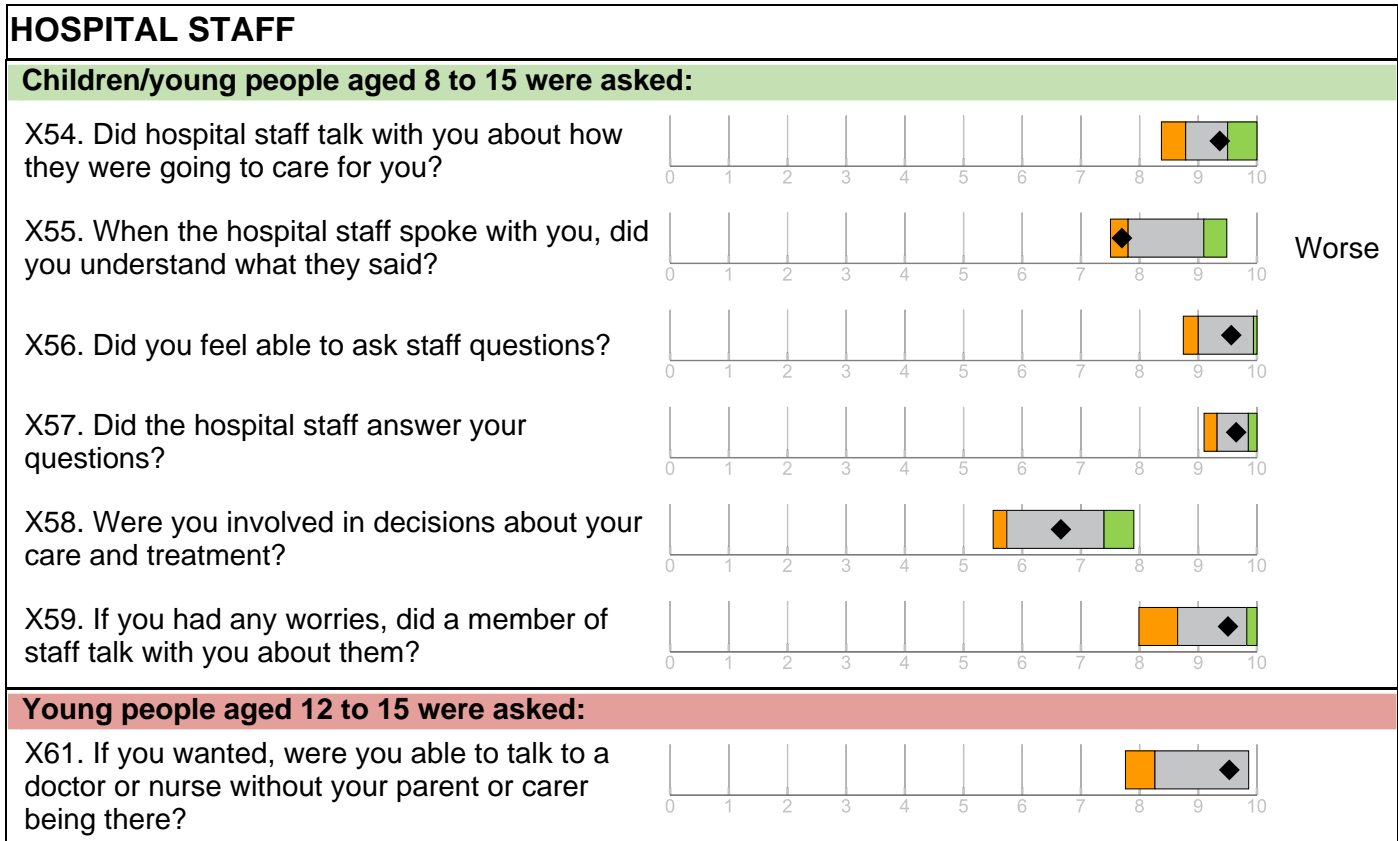 HOSPITAL STAFF
Children/young people aged 8 to 15 were asked:
X54. Did hospital staff talk with you about how
they were going to care for you?
0 1 2 3 4 5 6 7 8 9 10
X55. When the hospital staff spoke with you, did
you understand what they said?
0 1 2 3 4 5 6 7 8 9 10
Worse
X56. Did you feel able to ask staff questions?
0 1 2 3 4 5 6 7 8 9 10
X57. Did the hospital staff answer your
questions?
0 1 2 3 4 5 6 7 8 9 10
X58. Were you involved in decisions about your
care and treatment?
0 1 2 3 4 5 6 7 8 9 10
X59. If you had any worries, did a member of
staff talk with you about them?
0 1 2 3 4 5 6 7 8 9 10
Young people aged 12 to 15 were asked:
X61. If you wanted, were you able to talk to a
doctor or nurse without your parent or carer
being there?
0 1 2 3 4 5 6 7 8 9 10